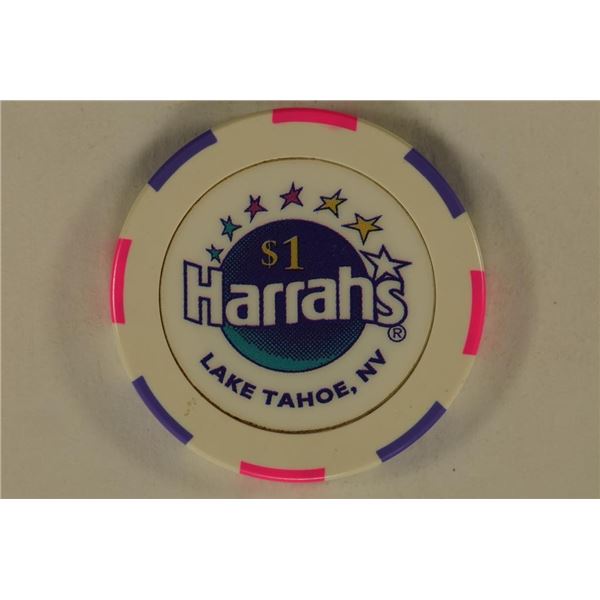 $1
Harrah's®
LAKE TAHOE, NV